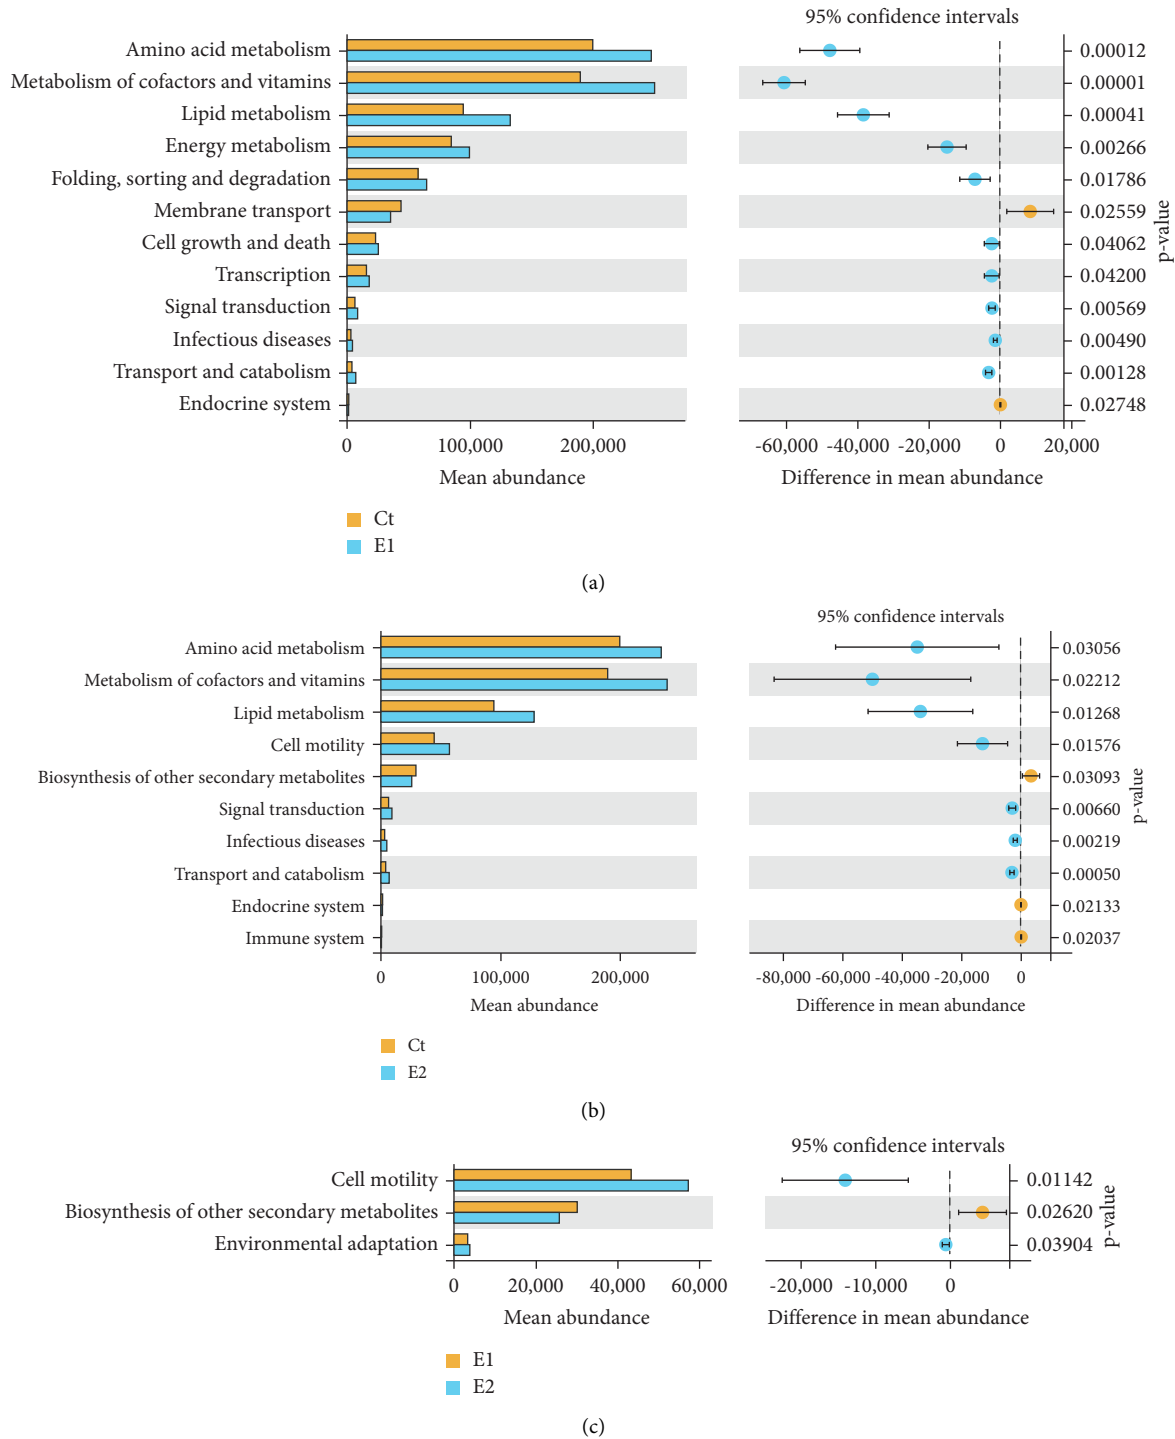 95% confidence intervals
Amino acid metabolism 0.00012
Metabolism of cofactors and vitamins 0.00001
Lipid metabolism 0.00041
Energy metabolism 0.00266
Folding, sorting and degradation 0.01786
Membrane transport 0.02559
Cell growth and death 0.04062
Transcription 0.04200
Signal transduction 0.00569
Infectious diseases 0.00490
Transport and catabolism 0.00128
Endocrine system 0.02748
p-value
0 100,000 200,000 -60,000 -40,000 -20,000 0 20,000
Mean abundance Difference in mean abundance
Ct
E1
(a)
95% confidence intervals
Amino acid metabolism 0.03056
Metabolism of cofactors and vitamins 0.02212
Lipid metabolism 0.01268
Cell motility 0.01576
Biosynthesis of other secondary metabolites 0.03093
Signal transduction 0.00660
Infectious diseases 0.00219
Transport and catabolism 0.00050
Endocrine system 0.02133
Immune system 0.02037
p-value
0 100,000 200,000 -80,000 -60,000 -40,000 -20,000 0
Mean abundance Difference in mean abundance
Ct
E2
(b)
95% confidence intervals
Cell motility 0.01142
Biosynthesis of other secondary metabolites 0.02620
Environmental adaptation 0.03904
p-value
0 20,000 40,000 60,000 -20,000 -10,000 0
Mean abundance Difference in mean abundance
E1
E2
(c)